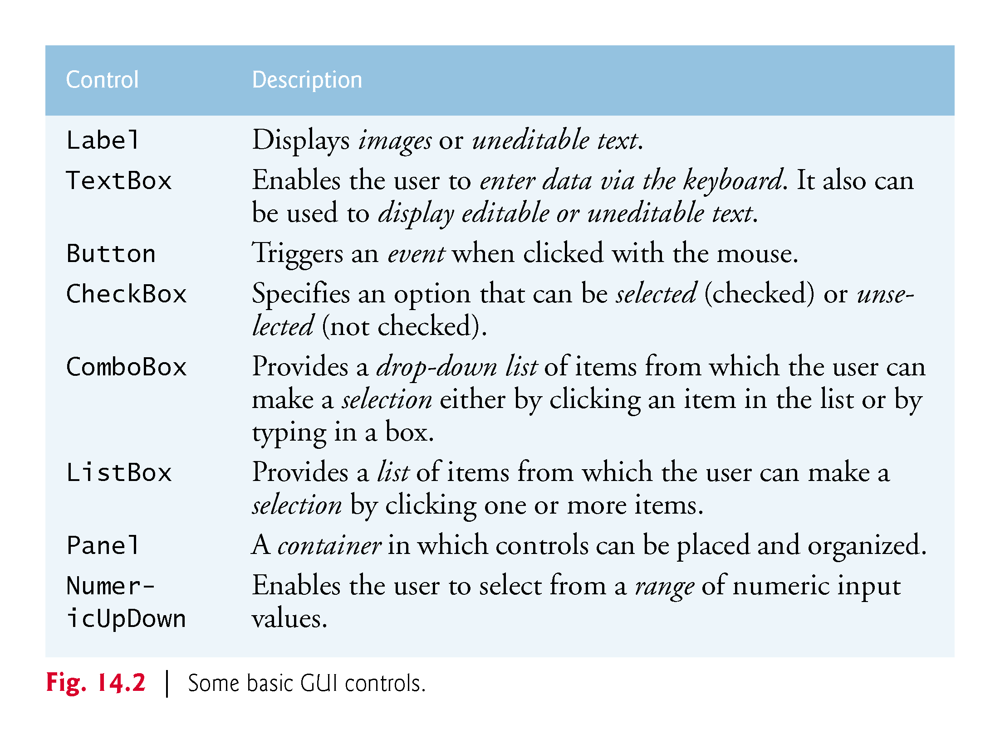 Control Description
Label Displays images or uneditable text.
TextBox Enables the user to enter data via the keyboard. It also can
be used to display editable or uneditable text.
Button Triggers an event when clicked with the mouse.
CheckBox Specifies an option that can be selected (checked) or unse-
lected (not checked).
ComboBox Provides a drop-down list of items from which the user can
make a selection either by clicking an item in the list or by
typing in a box.
ListBox Provides a list of items from which the user can make a
selection by clicking one or more items.
Panel A container in which controls can be placed and organized.
Numer- Enables the user to select from a range of numeric input
icUpDown values.
Fig. 14.2 | Some basic GUI controls.